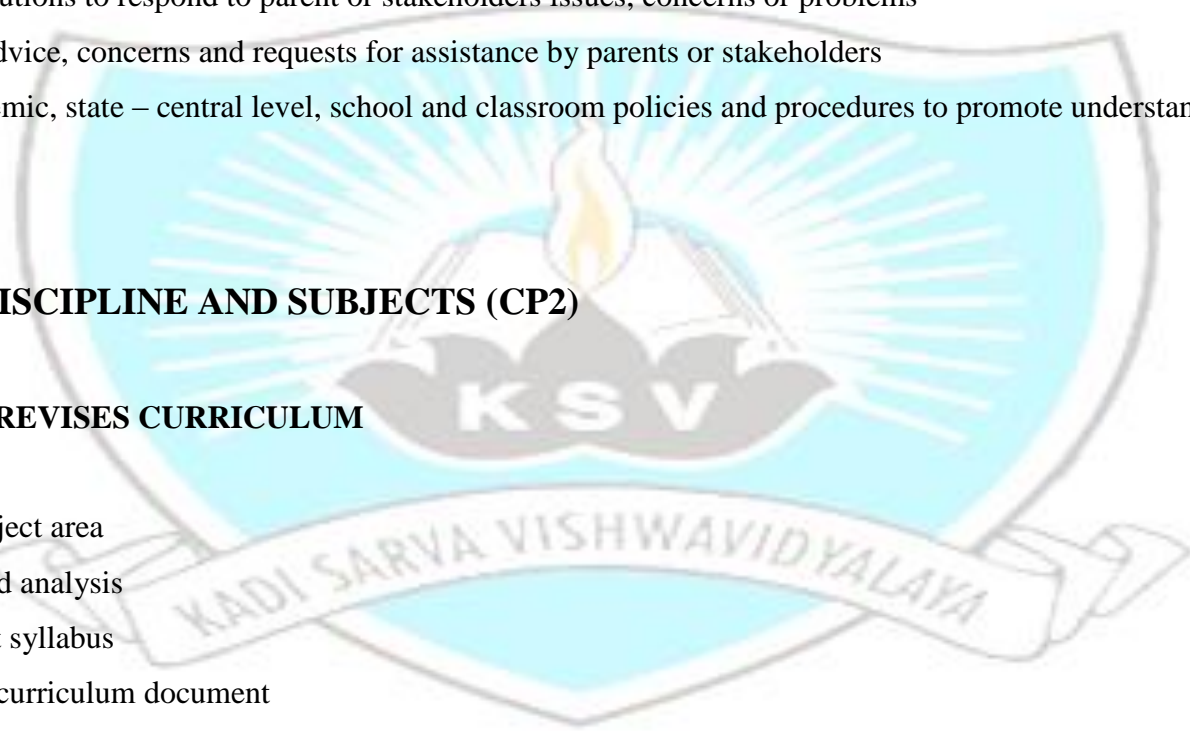 utions to respond to parent or stakeholders issues, concerns or problems
dvice, concerns and requests for assistance by parents or stakeholders
emic, state – central level, school and classroom policies and procedures to promote understan
ISCIPLINE AND SUBJECTS (CP2)
REVISES CURRICULUM
KSV
ject area
d analysis
KADI SARVA VISHWAVIDYALAYA
t syllabus
curriculum document